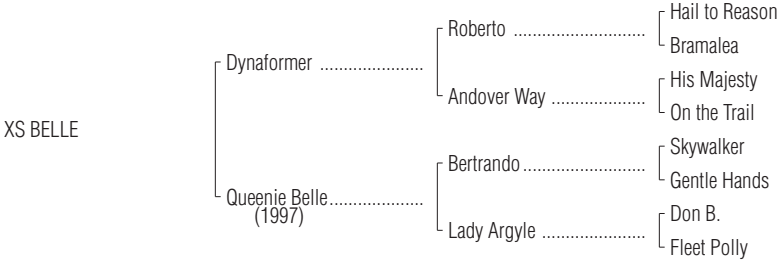 Hail to Reason
Roberto ............................
Bramalea
Dynaformer ......................
His Majesty
Andover Way ....................
On the Trail
XS BELLE
Skywalker
Bertrando..........................
Gentle Hands
Queenie Belle....................
(1997)
Don B.
Lady Argyle ......................
Fleet Polly